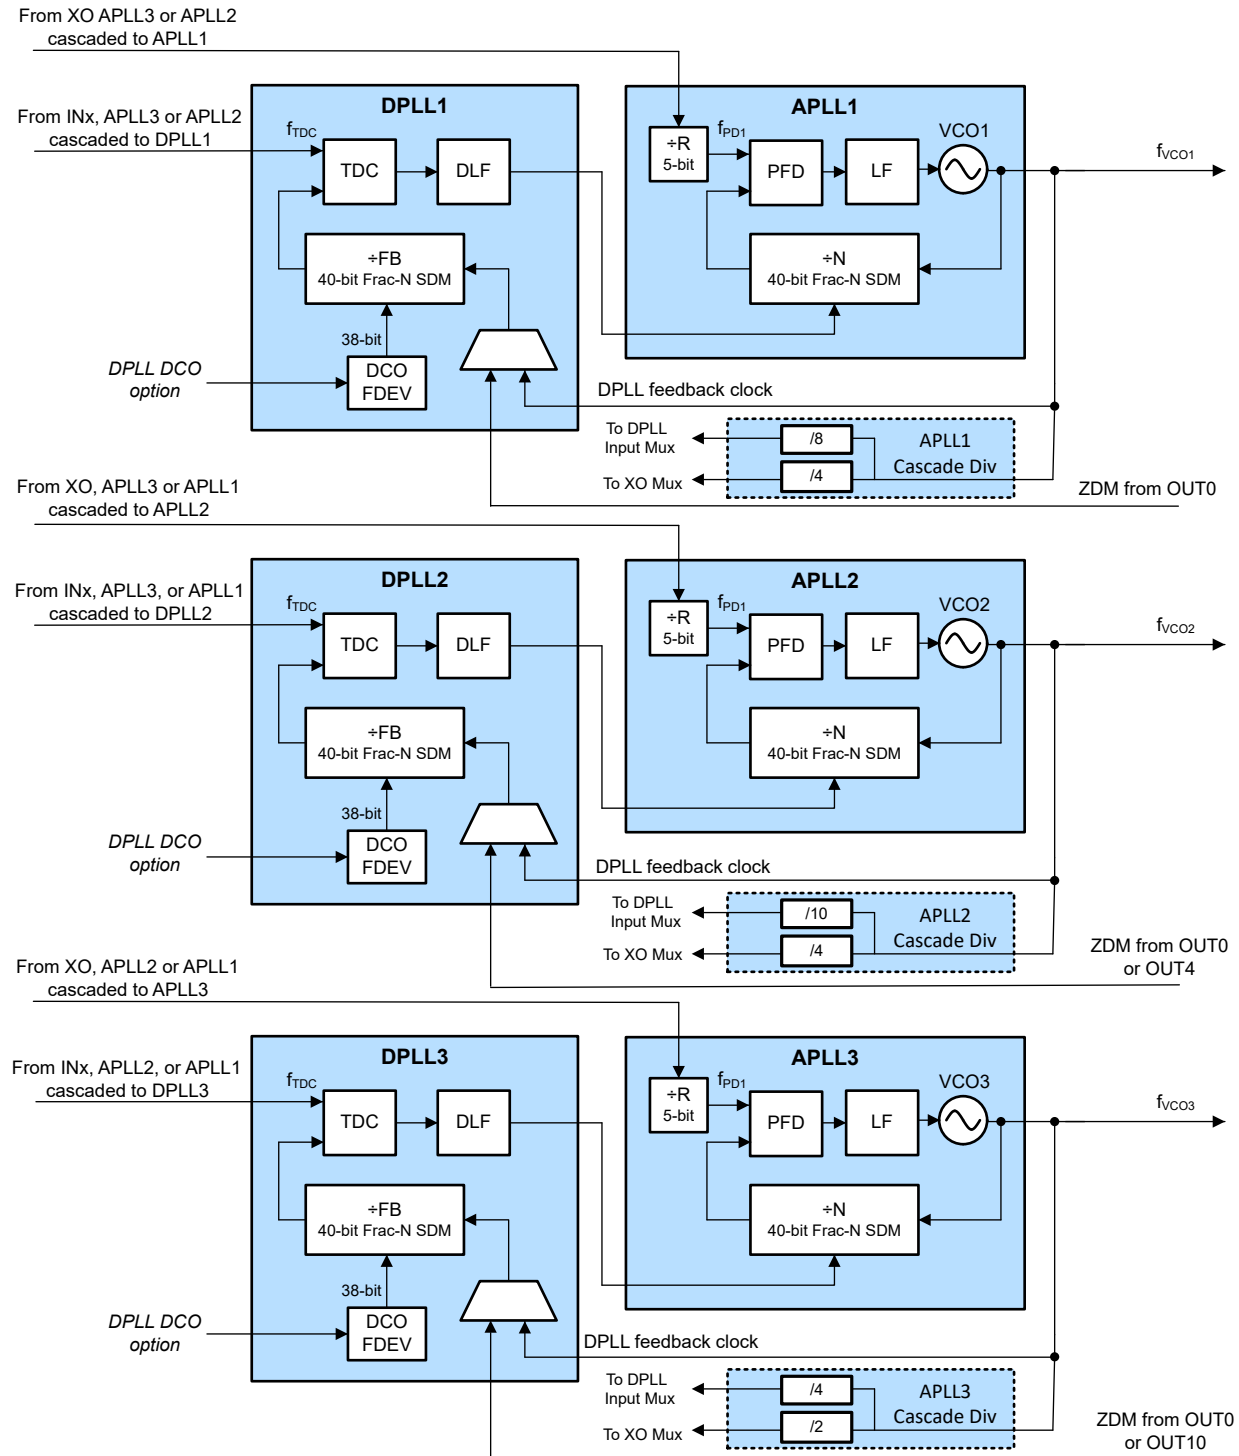 From XO APLL3 or APLL2
cascaded to APLL1
DPLL1
APLL1
From INx, APLL3 or APLL2
cascaded to DPLL1
fTDC
TDC
DLF
÷R
5-bit
fPD1
PFD
LF
VCO1
fVCO1
÷FB
40-bit Frac-N SDM
÷N
40-bit Frac-N SDM
38-bit
DPLL DCO
option
DCO
FDEV
DPLL feedback clock
To DPLL
Input Mux
/8
APLL1
Cascade Div
To XO Mux
/4
ZDM from OUT0
From XO, APLL3 or APLL1
cascaded to APLL2
DPLL2
APLL2
From INx, APLL3, or APLL1
cascaded to DPLL2
fTDC
TDC
DLF
÷R
5-bit
fPD1
PFD
LF
VCO2
fVCO2
÷FB
40-bit Frac-N SDM
÷N
40-bit Frac-N SDM
38-bit
DPLL DCO
option
DCO
FDEV
DPLL feedback clock
To DPLL
Input Mux
/10
APLL2
Cascade Div
To XO Mux
/4
ZDM from OUT0
or OUT4
From XO, APLL2 or APLL1
cascaded to APLL3
DPLL3
APLL3
From INx, APLL2, or APLL1
cascaded to DPLL3
fTDC
TDC
DLF
÷R
5-bit
fPD1
PFD
LF
VCO3
fVCO3
÷FB
40-bit Frac-N SDM
÷N
40-bit Frac-N SDM
38-bit
DPLL DCO
option
DCO
FDEV
DPLL feedback clock
To DPLL
Input Mux
/4
APLL3
Cascade Div
To XO Mux
/2
ZDM from OUT0
or OUT10